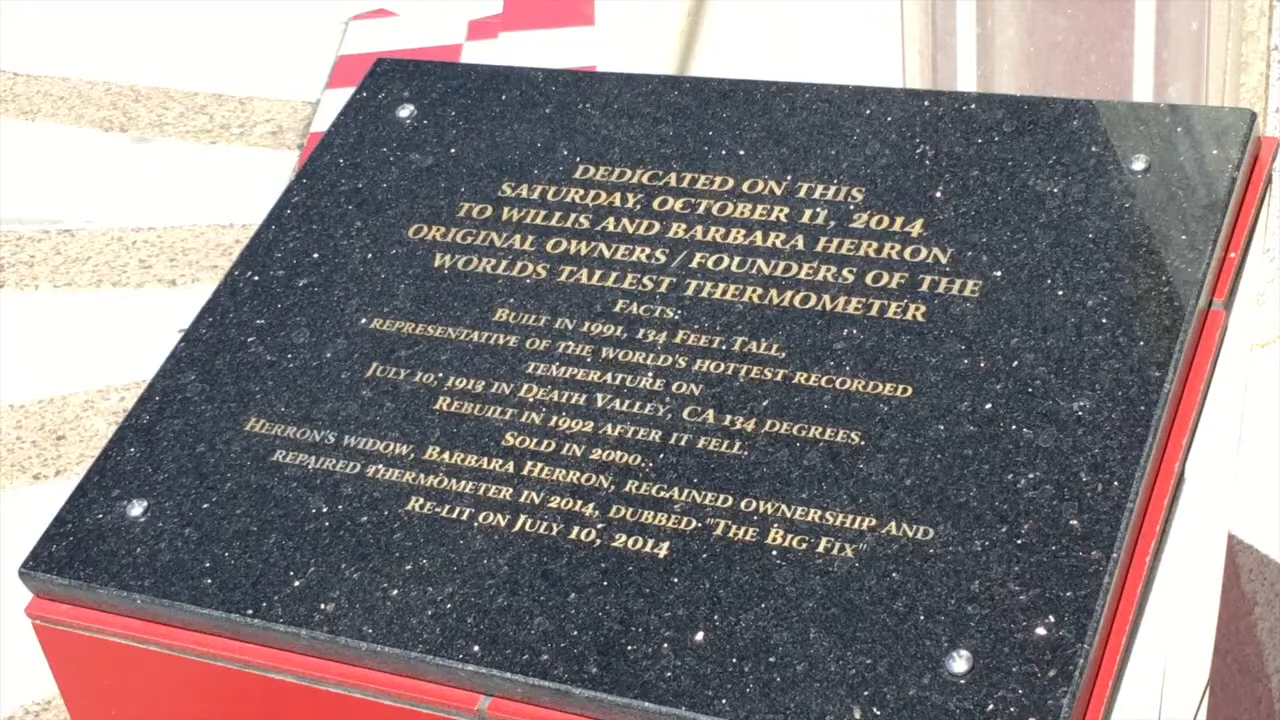 DEDICATED ON THIS
SATURDAY, OCTOBER 11, 2014
TO WILLIS AND BARBARA HERRON
ORIGINAL OWNERS / FOUNDERS OF THE
WORLDS TALLEST THERMOMETER
FACTS:
BUILT IN 1991, 134 FEET TALL,
REPRESENTATIVE OF THE WORLD'S HOTTEST RECORDED
TEMPERATURE ON
JULY 10, 1913 IN DEATH VALLEY, CA 134 DEGREES.
REBUILT IN 1992 AFTER IT FELL.
SOLD IN 2000.
HERRON'S WIDOW, BARBARA HERRON, REGAINED OWNERSHIP AND
REPAIRED THERMOMETER IN 2014, DUBBED "THE BIG FIX"
RE-LIT ON JULY 10, 2014